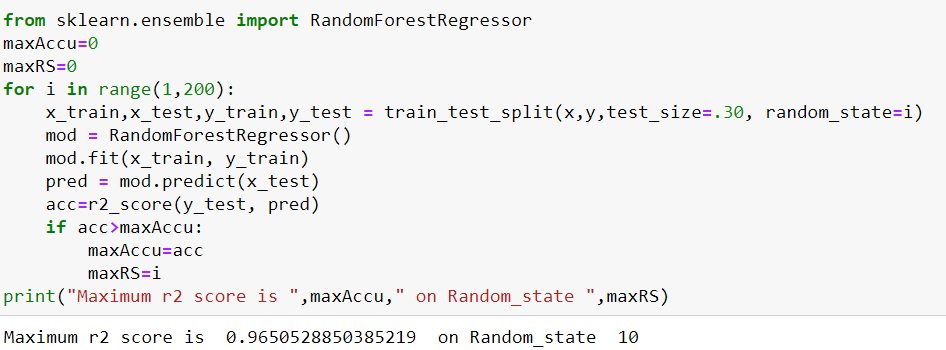 from sklearn.ensemble import RandomForestRegressor
maxAccu=0
maxRS=0
for i in range(1,200):
    x_train,x_test,y_train,y_test = train_test_split(x,y,test_size=.30, random_state=i)
    mod = RandomForestRegressor()
    mod.fit(x_train, y_train)
    pred = mod.predict(x_test)
    acc=r2_score(y_test, pred)
    if acc>maxAccu:
        maxAccu=acc
        maxRS=i
print("Maximum r2 score is ",maxAccu," on Random_state ",maxRS)
Maximum r2 score is  0.9650528850385219  on Random_state  10